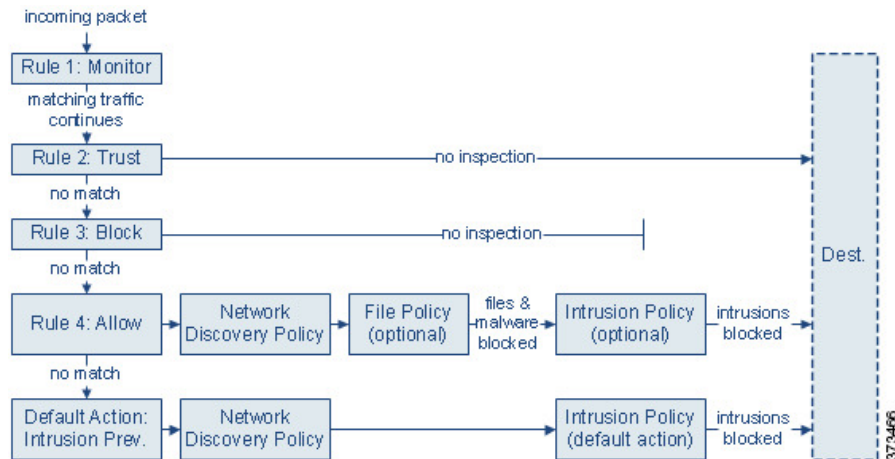 incoming packet
Rule 1: Monitor
matching traffic
continues
Rule 2: Trust
no inspection
no match
Rule 3: Block
no inspection
no match
Dest.
Rule 4: Allow
Network
Discovery Policy
File Policy
(optional)
files &
malware
blocked
Intrusion Policy
(optional)
intrusions
blocked
no match
Default Action:
Intrusion Prev.
Network
Discovery Policy
Intrusion Policy
(default action)
intrusions
blocked
373466